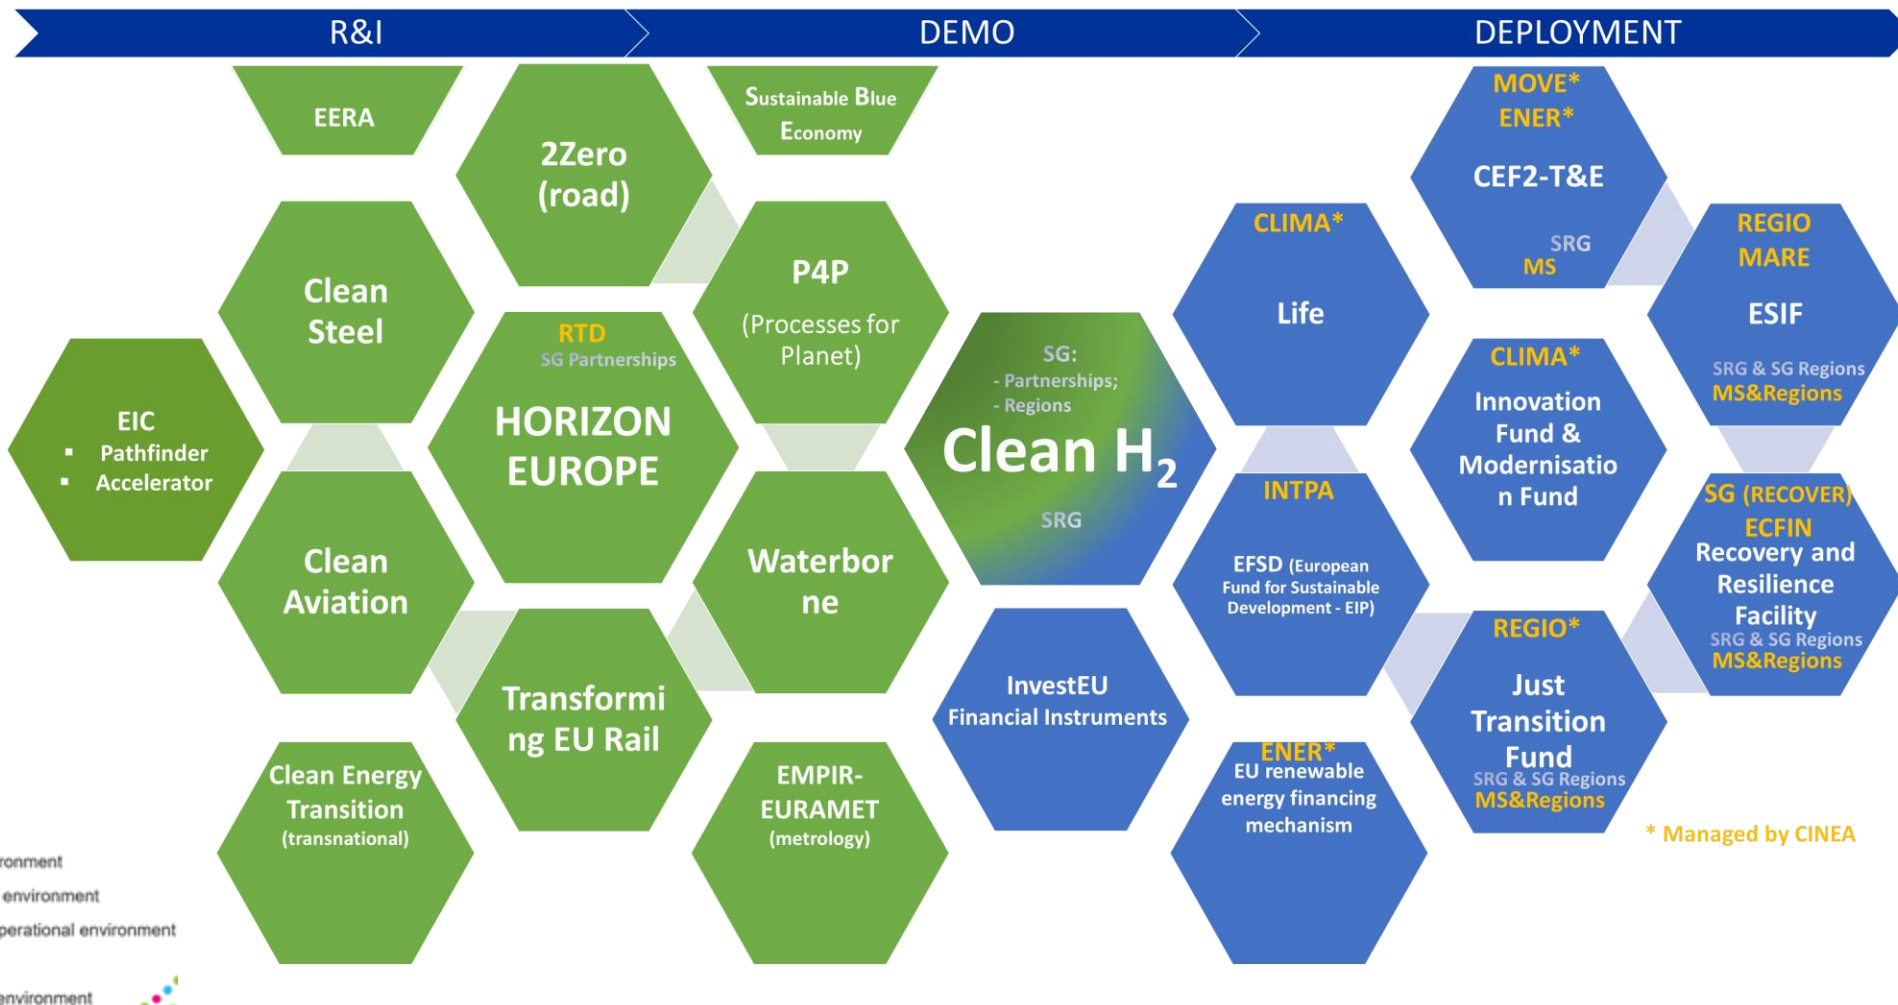 R&I
DEMO
DEPLOYMENT
EERA
2Zero
(road)
Sustainable Blue
Economy
Clean
Steel
P4P
(Processes for
Planet)
EIC
▪ Pathfinder
▪ Accelerator
RTD
SG Partnerships
HORIZON
EUROPE
Clean
Aviation
Waterbor
ne
Transformi
ng EU Rail
Clean Energy
Transition
(transnational)
EMPIR-
EURAMET
(metrology)
SG:
- Partnerships;
- Regions
Clean H₂
SRG
InvestEU
Financial Instruments
CLIMA*
Life
INTPA
EFSD (European
Fund for Sustainable
Development - EIP)
ENER*
EU renewable
energy financing
mechanism
MOVE*
ENER*
CEF2-T&E
SRG
MS
CLIMA*
Innovation
Fund &
Modernisatio
n Fund
REGIO*
Just
Transition
Fund
SRG & SG Regions
MS&Regions
REGIO
MARE
ESIF
SRG & SG Regions
MS&Regions
SG (RECOVER)
ECFIN
Recovery and
Resilience
Facility
SRG & SG Regions
MS&Regions
* Managed by CINEA
ronment
environment
perational environment
environment